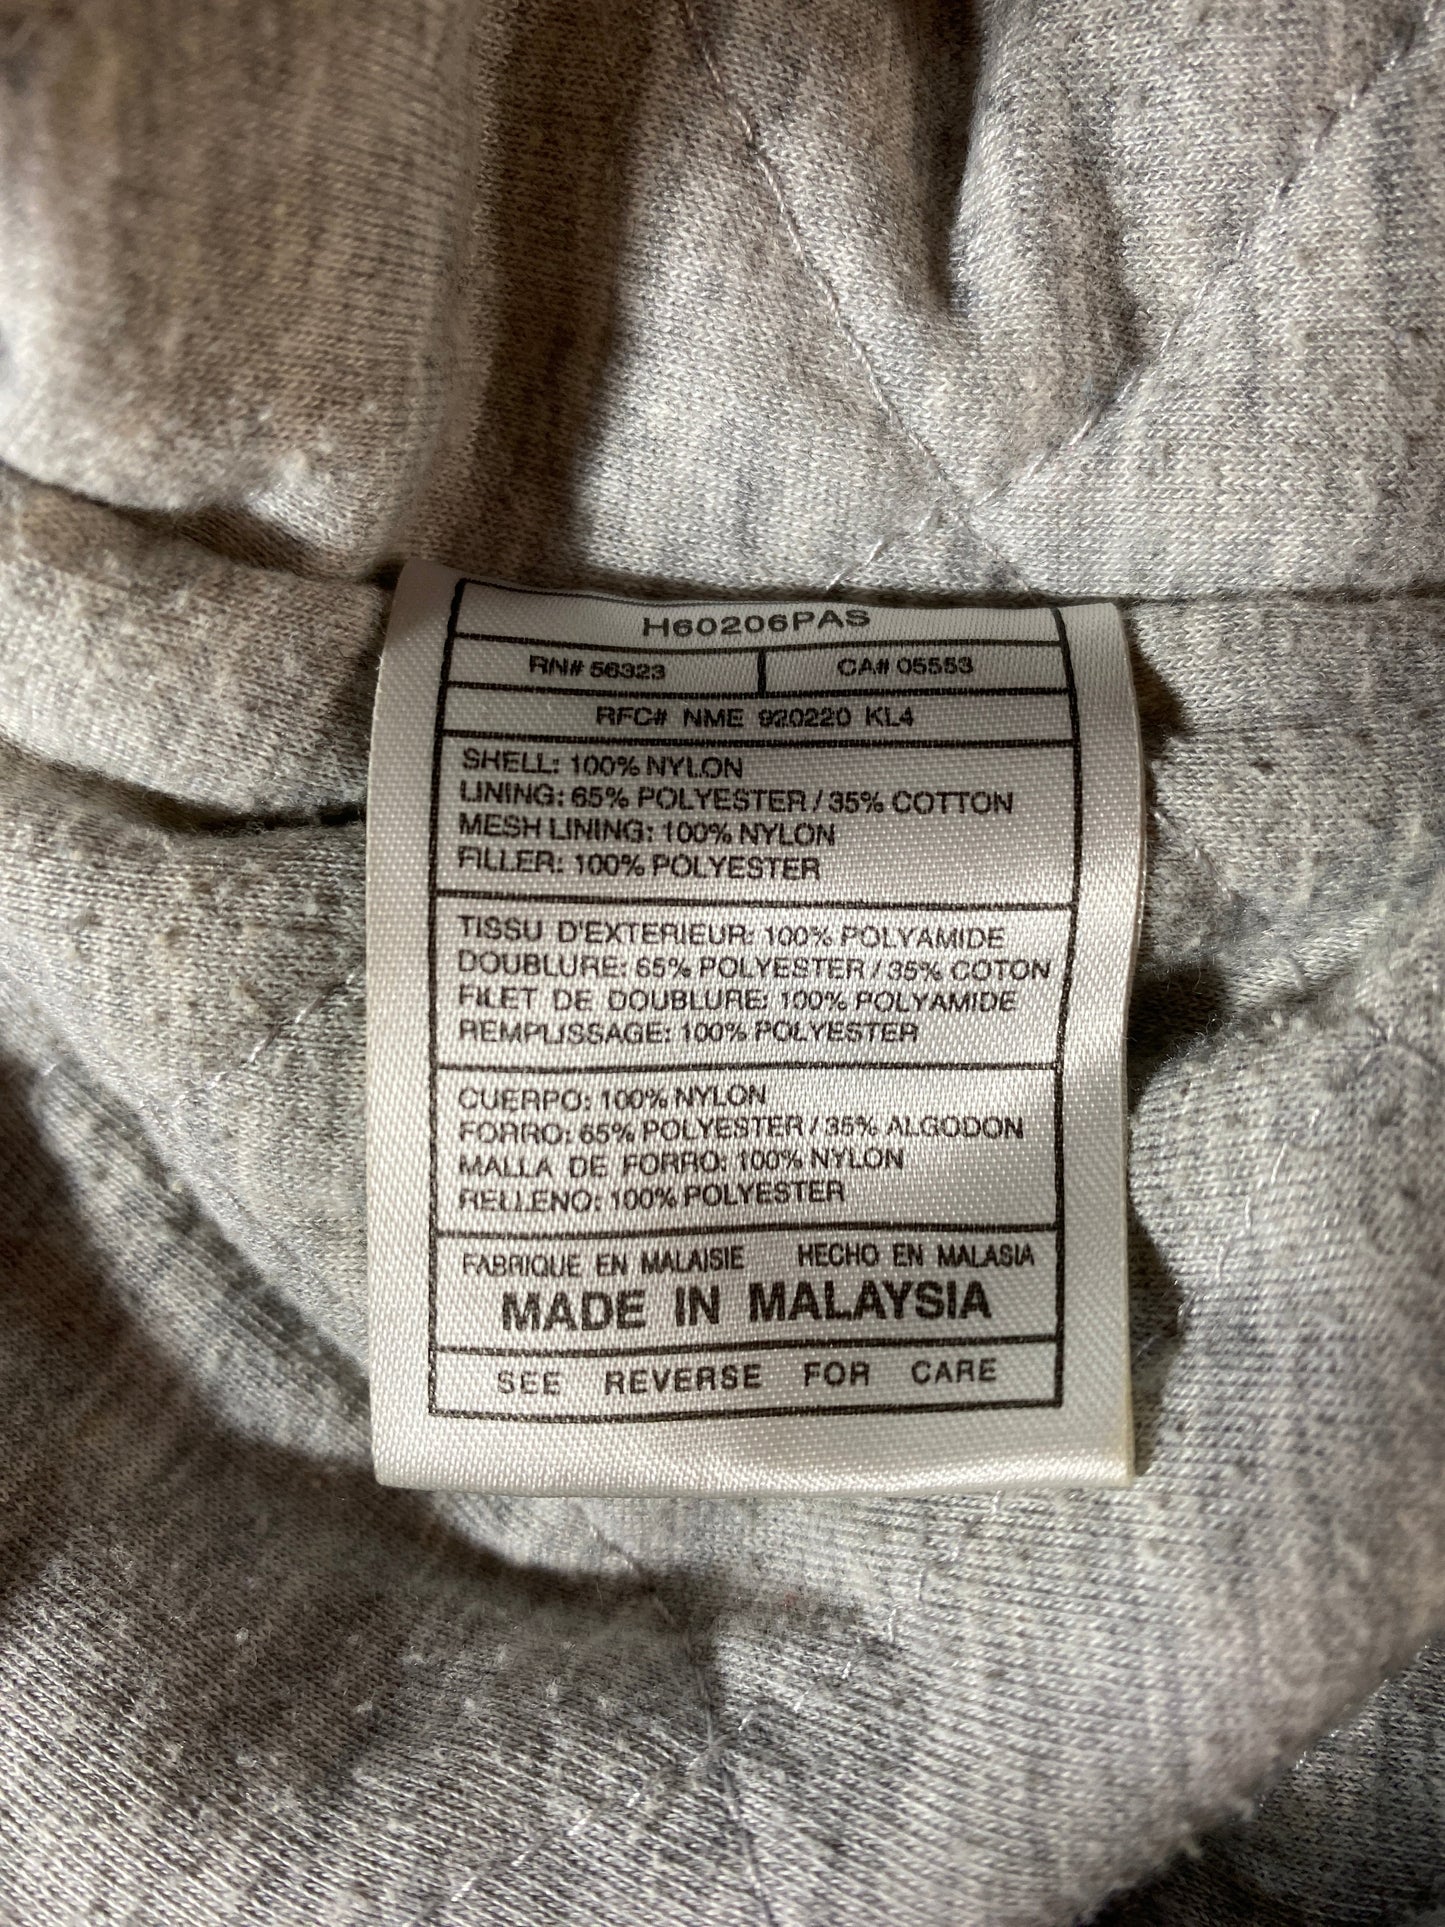 H60206PAS
RN# 56323 CA# 05553
RFC# NME 920220 KL4
SHELL: 100% NYLON
LINING: 65% POLYESTER / 35% COTTON
MESH LINING: 100% NYLON
FILLER: 100% POLYESTER
TISSU D'EXTERIEUR: 100% POLYAMIDE
DOUBLURE: 65% POLYESTER / 35% COTON
FILET DE DOUBLURE: 100% POLYAMIDE
REMPLISSAGE: 100% POLYESTER
CUERPO: 100% NYLON
FORRO: 65% POLYESTER / 35% ALGODON
MALLA DE FORRO: 100% NYLON
RELLENO: 100% POLYESTER
FABRIQUE EN MALAISIE HECHO EN MALASIA
MADE IN MALAYSIA
SEE REVERSE FOR CARE